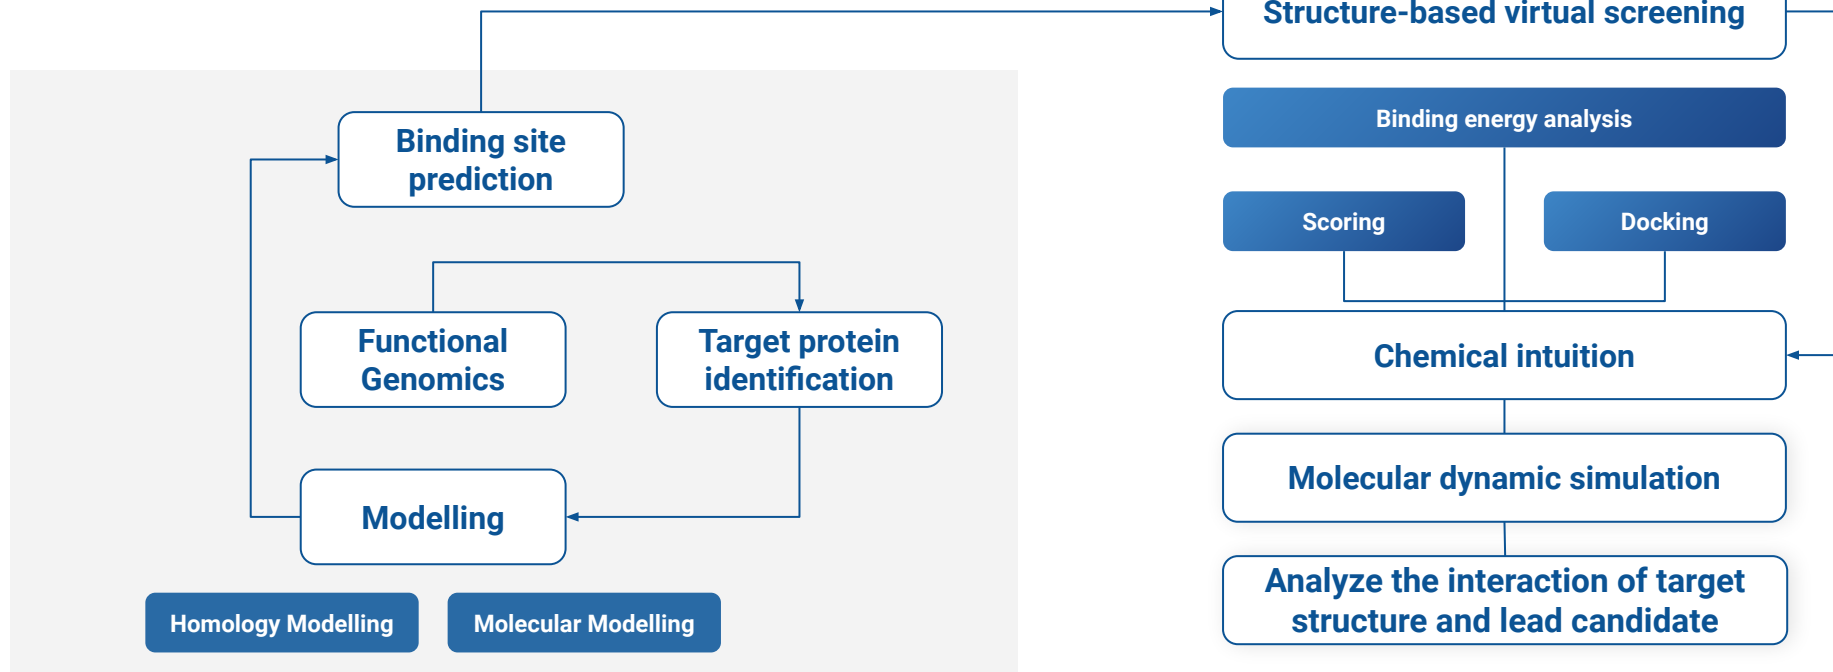 Structure-based virtual screening
Binding energy analysis
Binding site
prediction
Scoring
Docking
Functional
Genomics
Target protein
identification
Chemical intuition
Molecular dynamic simulation
Modelling
Analyze the interaction of target
structure and lead candidate
Homology Modelling
Molecular Modelling